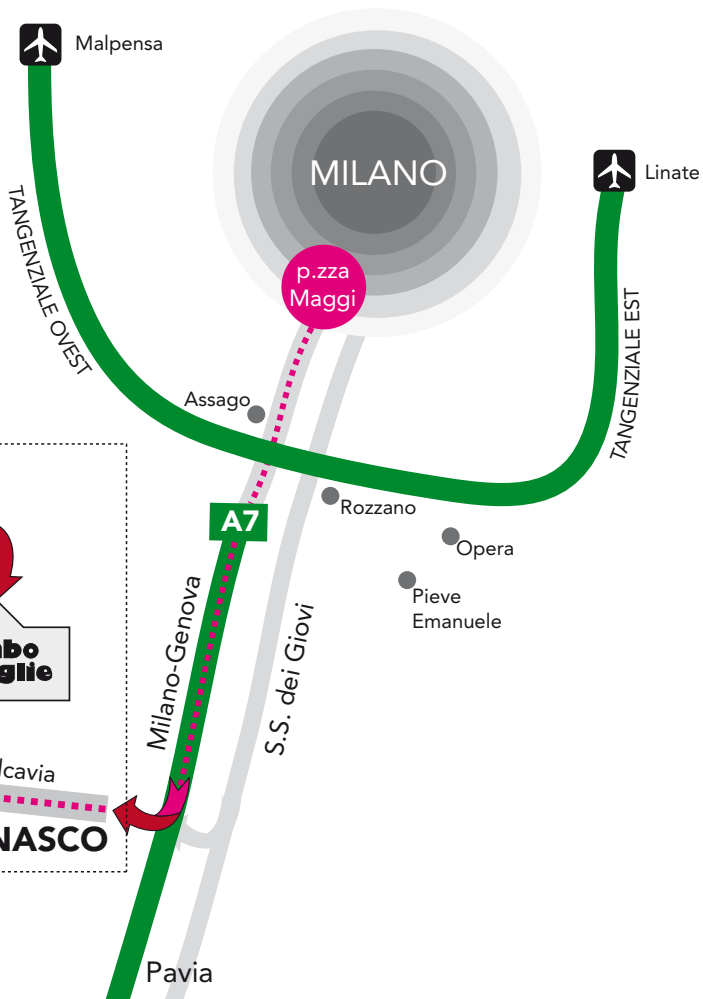 Malpensa
MILANO
Linate
TANGENZIALE OVEST
p.zza
Maggi
TANGENZIALE EST
Assago
Rozzano
A7
Opera
Pieve
Emanuele
Milano-Genova
S.S. dei Giovi
Pavia